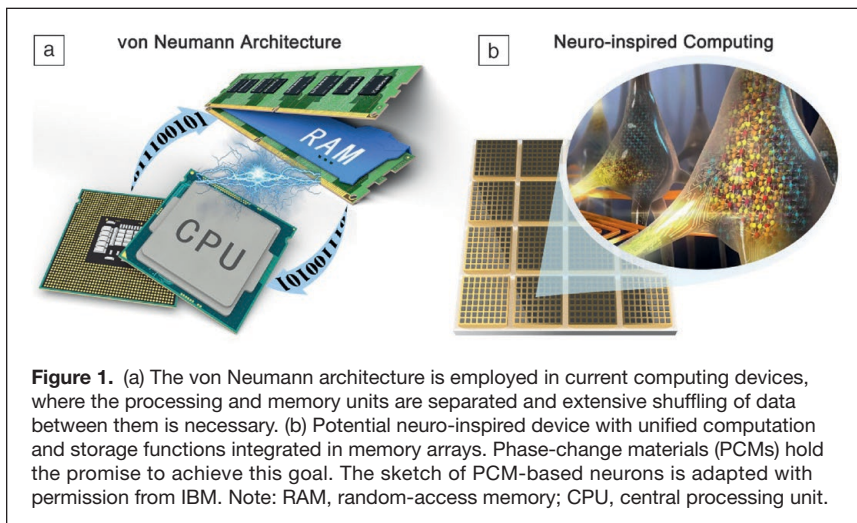 a
von Neumann Architecture
b
Neuro-inspired Computing
RAM
CPU
Figure 1. (a) The von Neumann architecture is employed in current computing devices,
where the processing and memory units are separated and extensive shuffling of data
between them is necessary. (b) Potential neuro-inspired device with unified computation
and storage functions integrated in memory arrays. Phase-change materials (PCMs) hold
the promise to achieve this goal. The sketch of PCM-based neurons is adapted with
permission from IBM. Note: RAM, random-access memory; CPU, central processing unit.